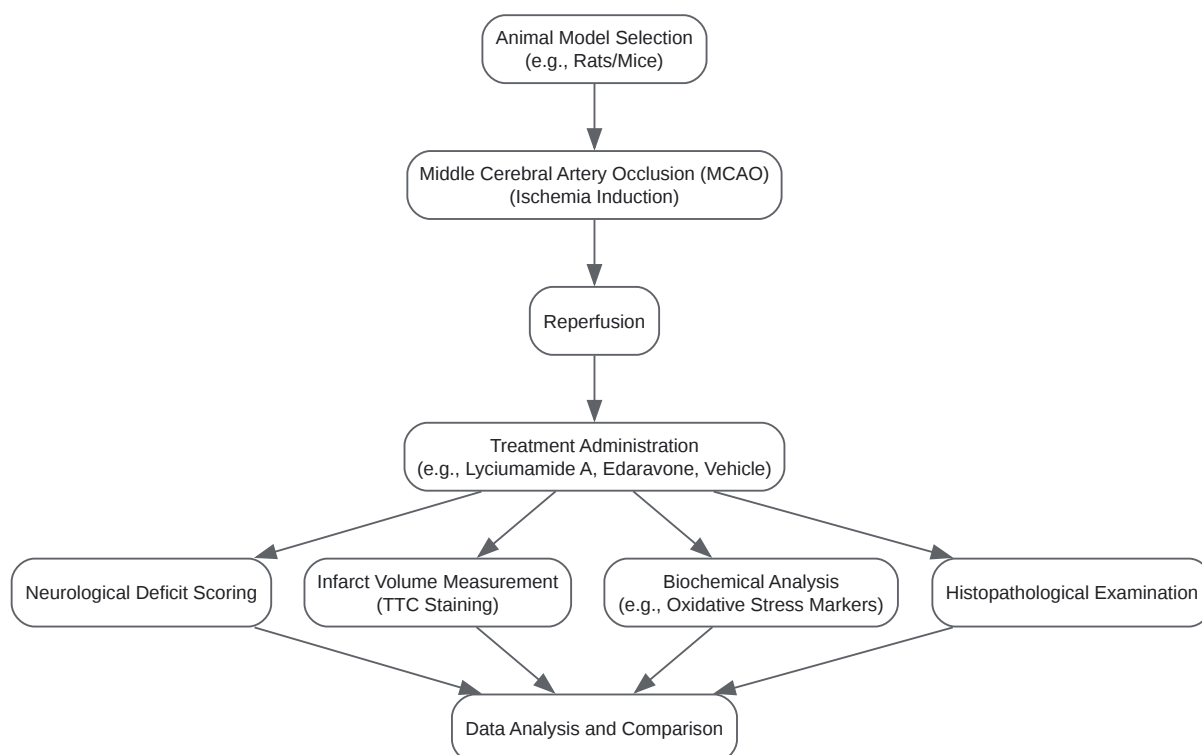 Animal Model Selection
(e.g., Rats/Mice)
Middle Cerebral Artery Occlusion (MCAO)
(Ischemia Induction)
Reperfusion
Treatment Administration
(e.g., Lyciumamide A, Edaravone, Vehicle)
Neurological Deficit Scoring
Infarct Volume Measurement
(TTC Staining)
Biochemical Analysis
(e.g., Oxidative Stress Markers)
Histopathological Examination
Data Analysis and Comparison